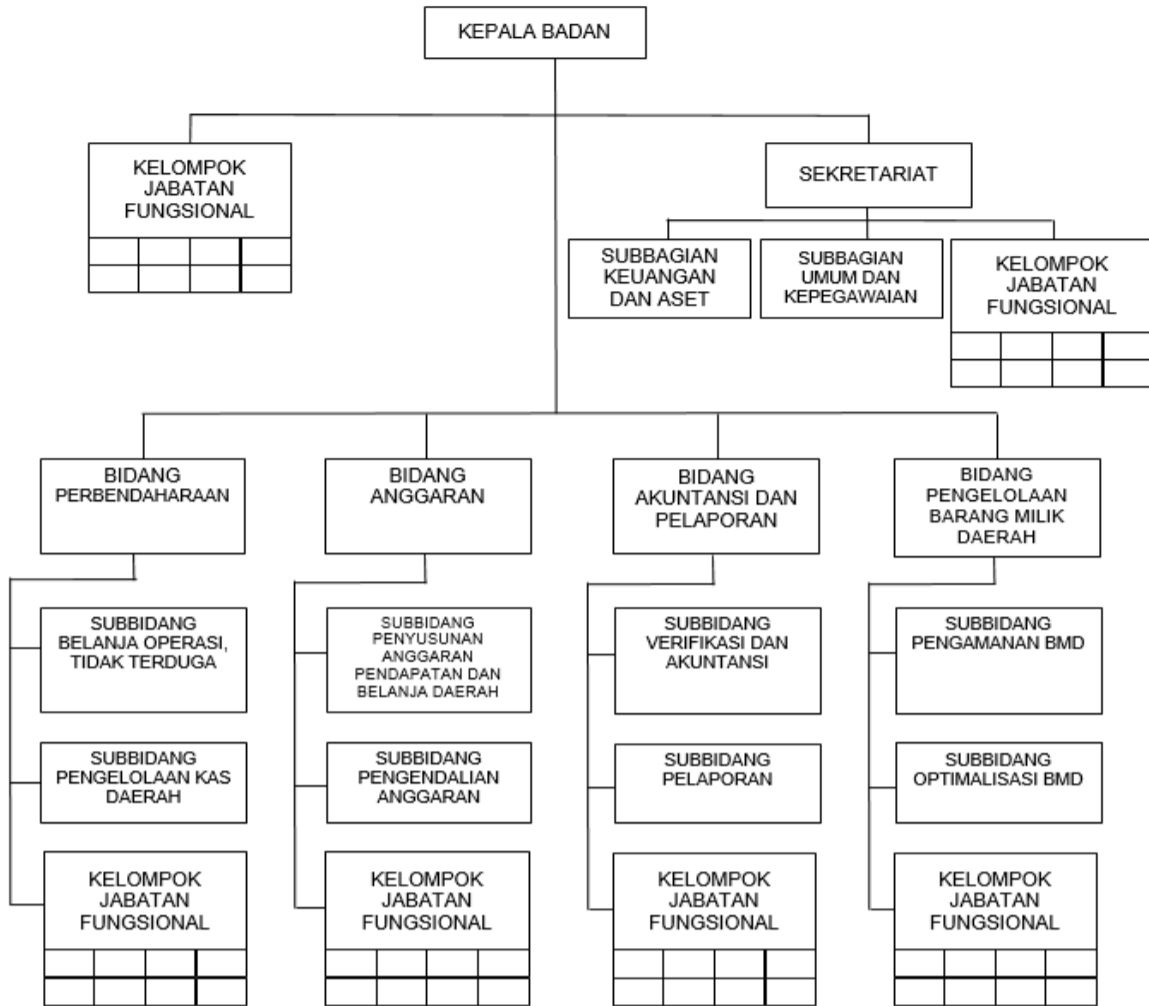 KEPALA BADAN
KELOMPOK
JABATAN
FUNGSIONAL
SEKRETARIAT
SUBBAGIAN
KEUANGAN
DAN ASET
SUBBAGIAN
UMUM DAN
KEPEGAWAIAN
KELOMPOK
JABATAN
FUNGSIONAL
BIDANG
PERBENDAHARAAN
BIDANG
ANGGARAN
BIDANG
AKUNTANSI DAN
PELAPORAN
BIDANG
PENGELOLAAN
BARANG MILIK
DAERAH
SUBBIDANG
BELANJA OPERASI,
TIDAK TERDUGA
SUBBIDANG
PENYUSUNAN
ANGGARAN
PENDAPATAN DAN
BELANJA DAERAH
SUBBIDANG
VERIFIKASI DAN
AKUNTANSI
SUBBIDANG
PENGAMANAN BMD
SUBBIDANG
PENGELOLAAN KAS
DAERAH
SUBBIDANG
PENGENDALIAN
ANGGARAN
SUBBIDANG
PELAPORAN
SUBBIDANG
OPTIMALISASI BMD
KELOMPOK
JABATAN
FUNGSIONAL
KELOMPOK
JABATAN
FUNGSIONAL
KELOMPOK
JABATAN
FUNGSIONAL
KELOMPOK
JABATAN
FUNGSIONAL